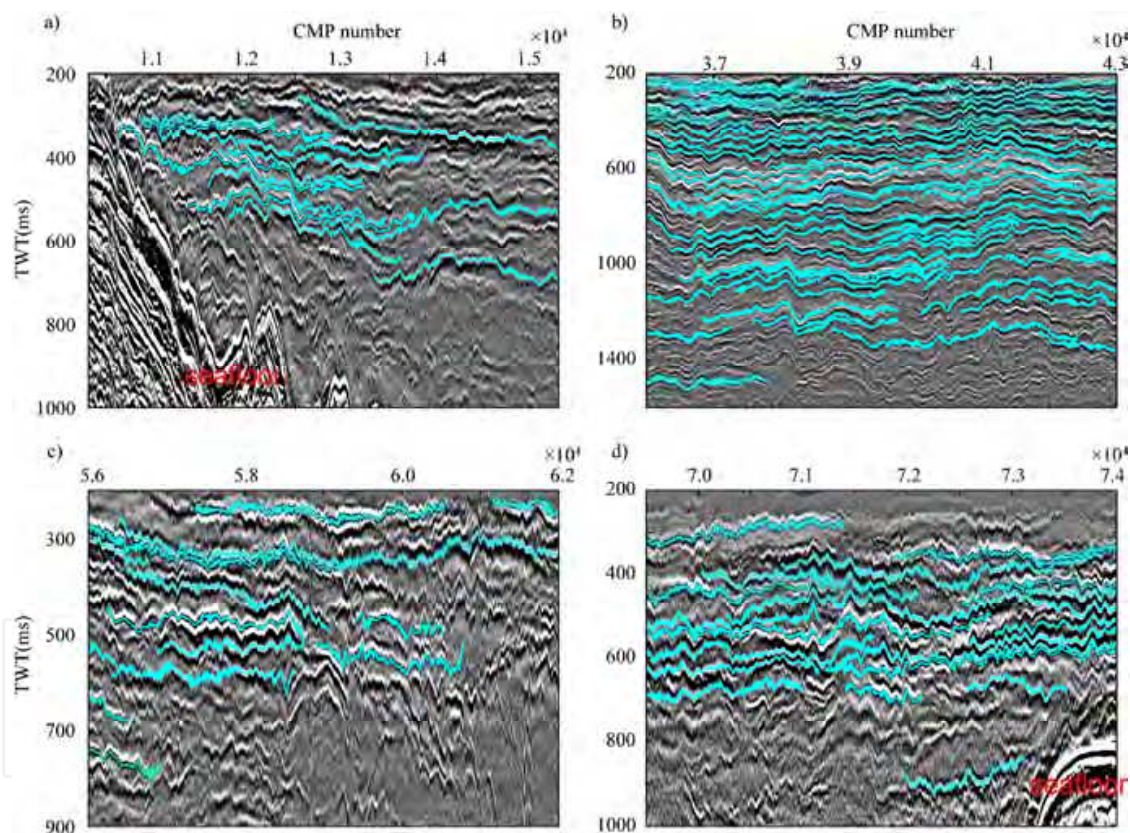 a) CMP number ×10⁴
1.1 1.2 1.3 1.4 1.5
200
400
600
800
1000
TWT(ms)
seafloor
b) CMP number ×10⁴
3.7 3.9 4.1 4.3
200
600
1000
1400
c) ×10⁴
5.6 5.8 6.0 6.2
300
500
700
900
TWT(ms)
d) ×10⁴
7.0 7.1 7.2 7.3 7.4
200
400
600
800
1000
seafloor